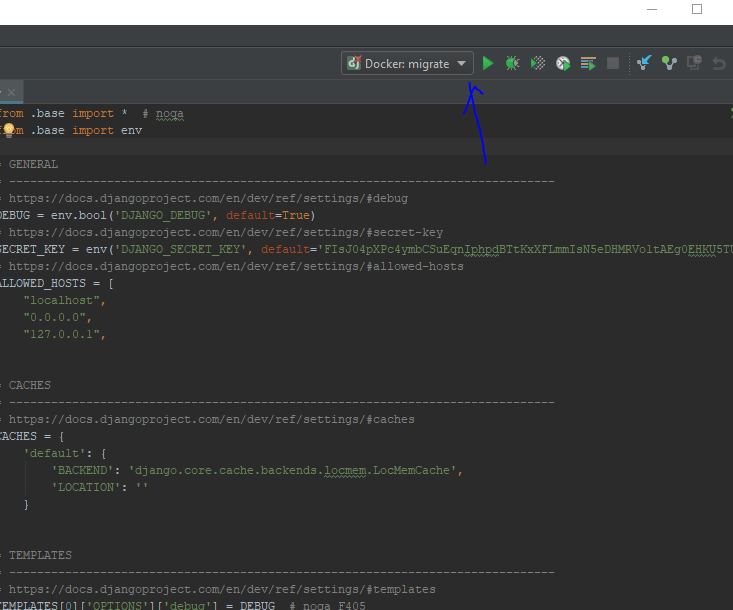 Docker: migrate
from .base import *  # noqa
from .base import env
GENERAL
------------------------------------------------------------------------------
https://docs.djangoproject.com/en/dev/ref/settings/#debug
DEBUG = env.bool('DJANGO_DEBUG', default=True)
https://docs.djangoproject.com/en/dev/ref/settings/#secret-key
SECRET_KEY = env('DJANGO_SECRET_KEY', default='FIsJ04pXPc4ymbCSuEqnIphpdBTtKxXFLmmIsN5eDHMRVoltAEg0EHKU5TU
https://docs.djangoproject.com/en/dev/ref/settings/#allowed-hosts
ALLOWED_HOSTS = [
"localhost",
"0.0.0.0",
"127.0.0.1",
CACHES
------------------------------------------------------------------------------
https://docs.djangoproject.com/en/dev/ref/settings/#caches
CACHES = {
'default': {
'BACKEND': 'django.core.cache.backends.locmem.LocMemCache',
'LOCATION': ''
}
TEMPLATES
------------------------------------------------------------------------------
https://docs.djangoproject.com/en/dev/ref/settings/#templates
TEMPLATES[0]['OPTIONS']['debug'] = DEBUG  # noqa F405